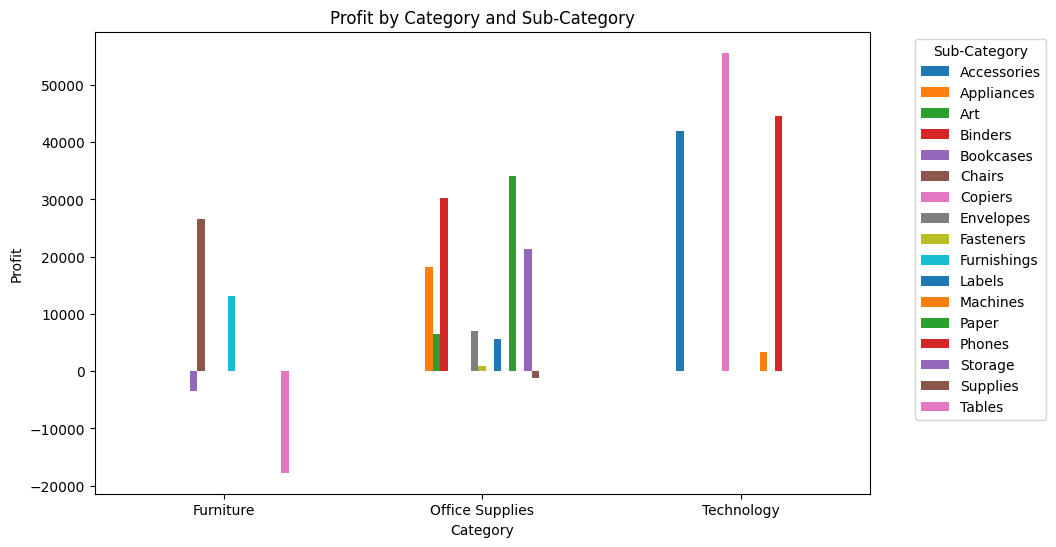 Profit by Category and Sub-Category
Profit
50000
40000
30000
20000
10000
0
−10000
−20000
Furniture
Office Supplies
Technology
Category
Sub-Category
Accessories
Appliances
Art
Binders
Bookcases
Chairs
Copiers
Envelopes
Fasteners
Furnishings
Labels
Machines
Paper
Phones
Storage
Supplies
Tables